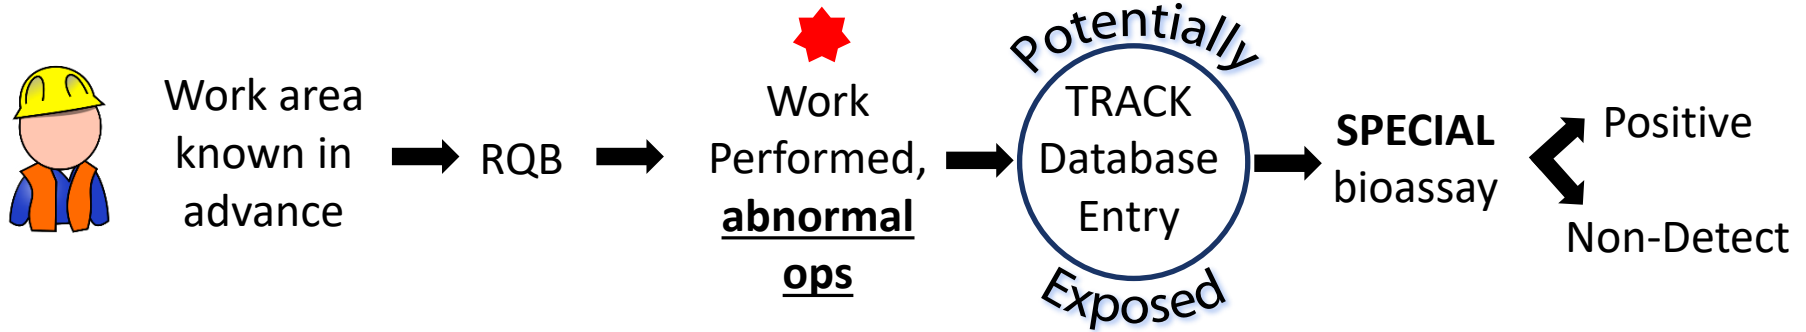 Work area
known in
advance
RQB
Work
Performed,
abnormal
ops
Potentially
TRACK
Database
Entry
Exposed
SPECIAL
bioassay
Positive
Non-Detect